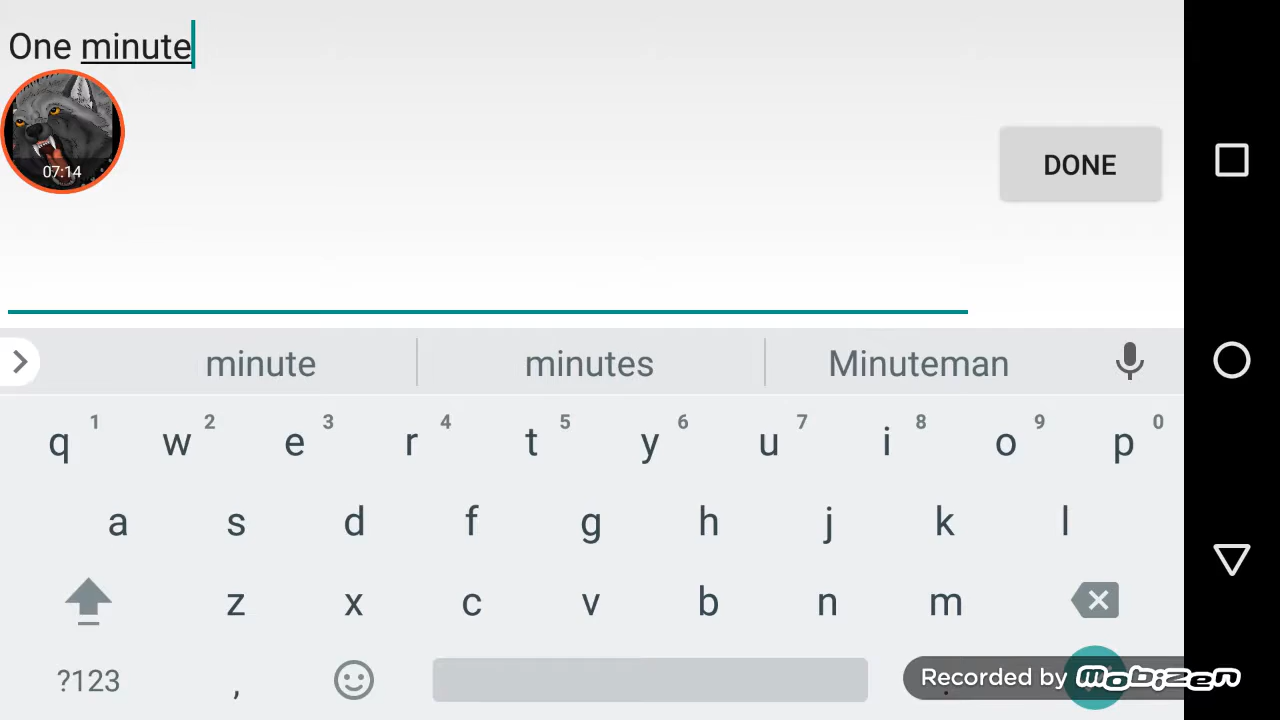 One minute
07:14
DONE
minute minutes Minuteman
1 2 3 4 5 6 7 8 9 0
q w e r t y u i o p
a s d f g h j k l
z x c v b n m
?123 , .
Recorded by mobizen